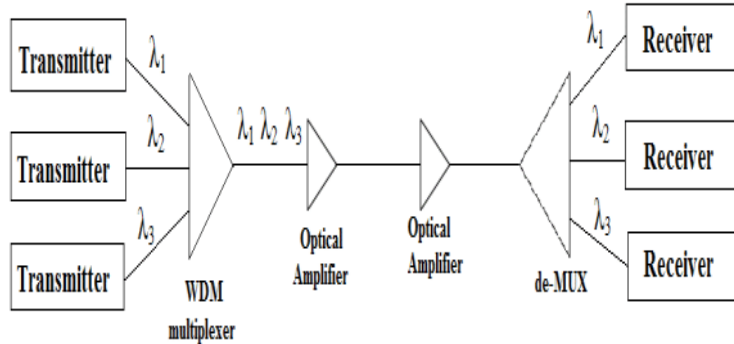 Transmitter
λ1
Transmitter
λ2
Transmitter
λ3
WDM
multiplexer
λ1 λ2 λ3
Optical
Amplifier
Optical
Amplifier
de-MUX
λ1
Receiver
λ2
Receiver
λ3
Receiver